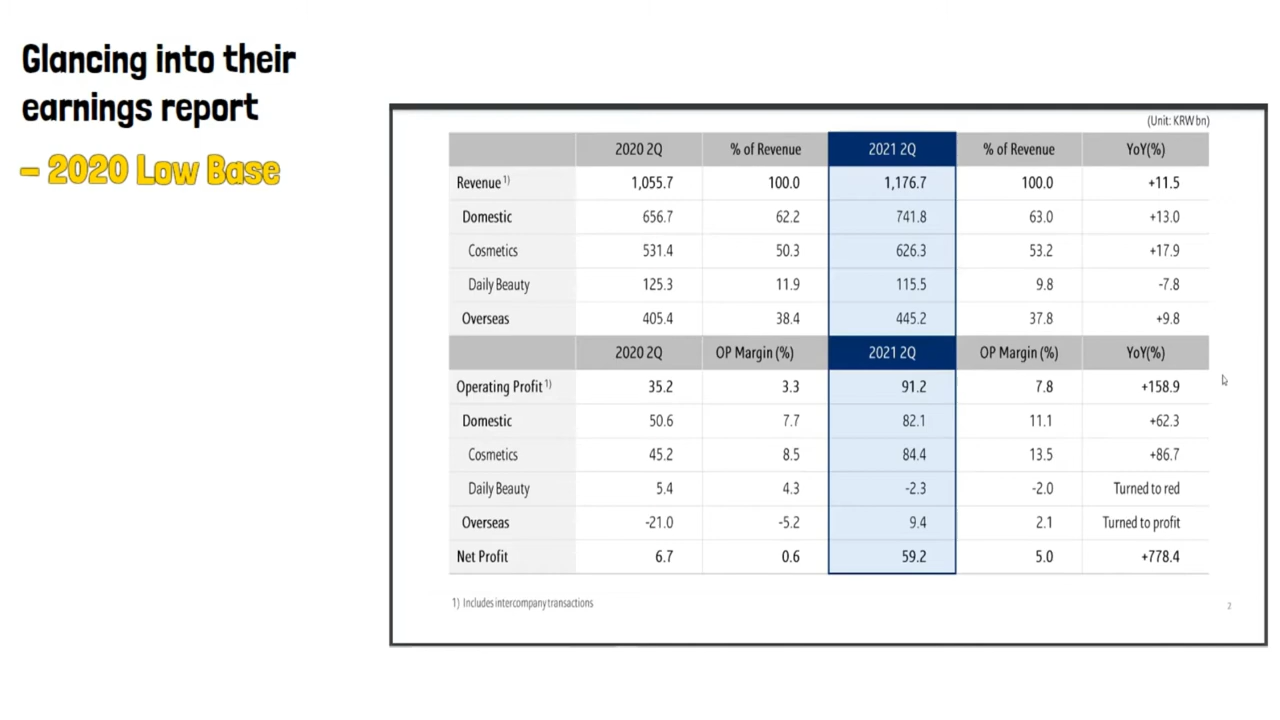 Glancing into their
earnings report
– 2020 Low Base
(Unit: KRW bn)
2020 2Q % of Revenue 2021 2Q % of Revenue YoY(%)
Revenue 1) 1,055.7 100.0 1,176.7 100.0 +11.5
Domestic 656.7 62.2 741.8 63.0 +13.0
Cosmetics 531.4 50.3 626.3 53.2 +17.9
Daily Beauty 125.3 11.9 115.5 9.8 -7.8
Overseas 405.4 38.4 445.2 37.8 +9.8
2020 2Q OP Margin (%) 2021 2Q OP Margin (%) YoY(%)
Operating Profit 1) 35.2 3.3 91.2 7.8 +158.9
Domestic 50.6 7.7 82.1 11.1 +62.3
Cosmetics 45.2 8.5 84.4 13.5 +86.7
Daily Beauty 5.4 4.3 -2.3 -2.0 Turned to red
Overseas -21.0 -5.2 9.4 2.1 Turned to profit
Net Profit 6.7 0.6 59.2 5.0 +778.4
1) Includes intercompany transactions
2